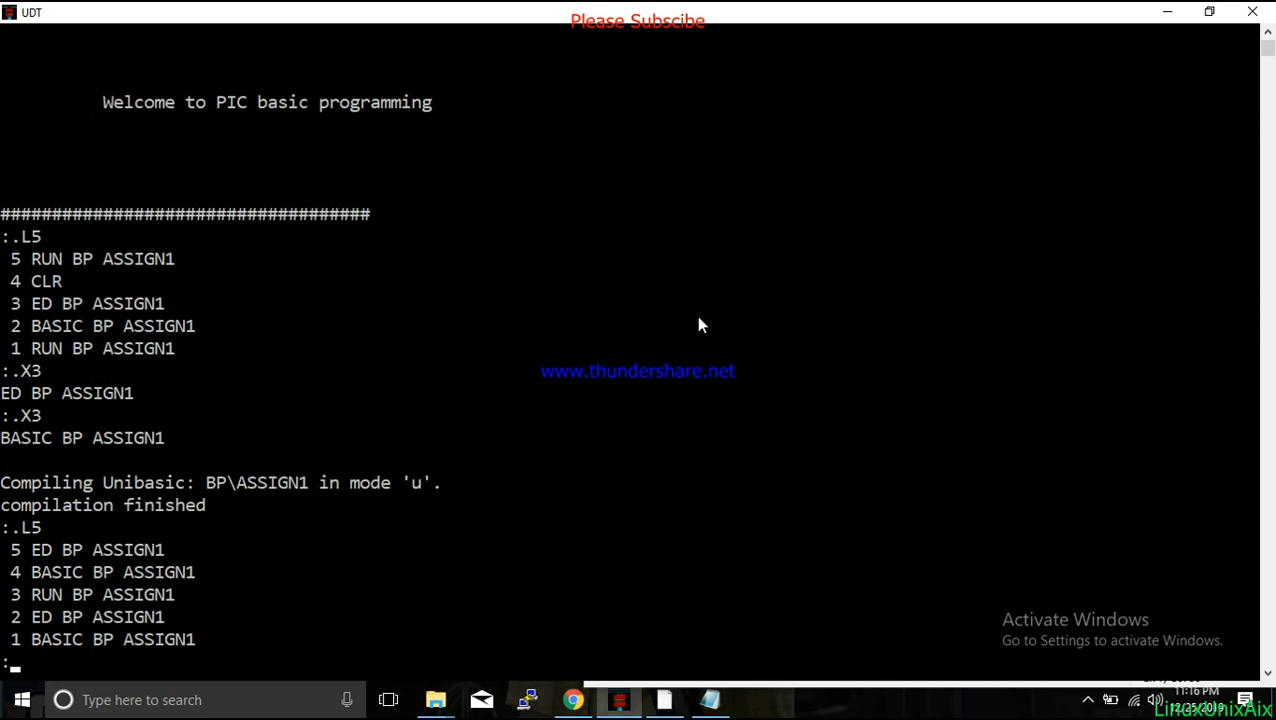 UDT
Please Subscibe
Welcome to PIC basic programming
####################################
:.L5
5 RUN BP ASSIGN1
4 CLR
3 ED BP ASSIGN1
2 BASIC BP ASSIGN1
1 RUN BP ASSIGN1
:.X3
www.thundershare.net
ED BP ASSIGN1
:.X3
BASIC BP ASSIGN1
Compiling Unibasic: BP\ASSIGN1 in mode 'u'.
compilation finished
:.L5
5 ED BP ASSIGN1
4 BASIC BP ASSIGN1
3 RUN BP ASSIGN1
2 ED BP ASSIGN1
Activate Windows
Go to Settings to activate Windows.
1 BASIC BP ASSIGN1
:
Type here to search
11:16 PM
12/25/2019
LinuxUnixAix